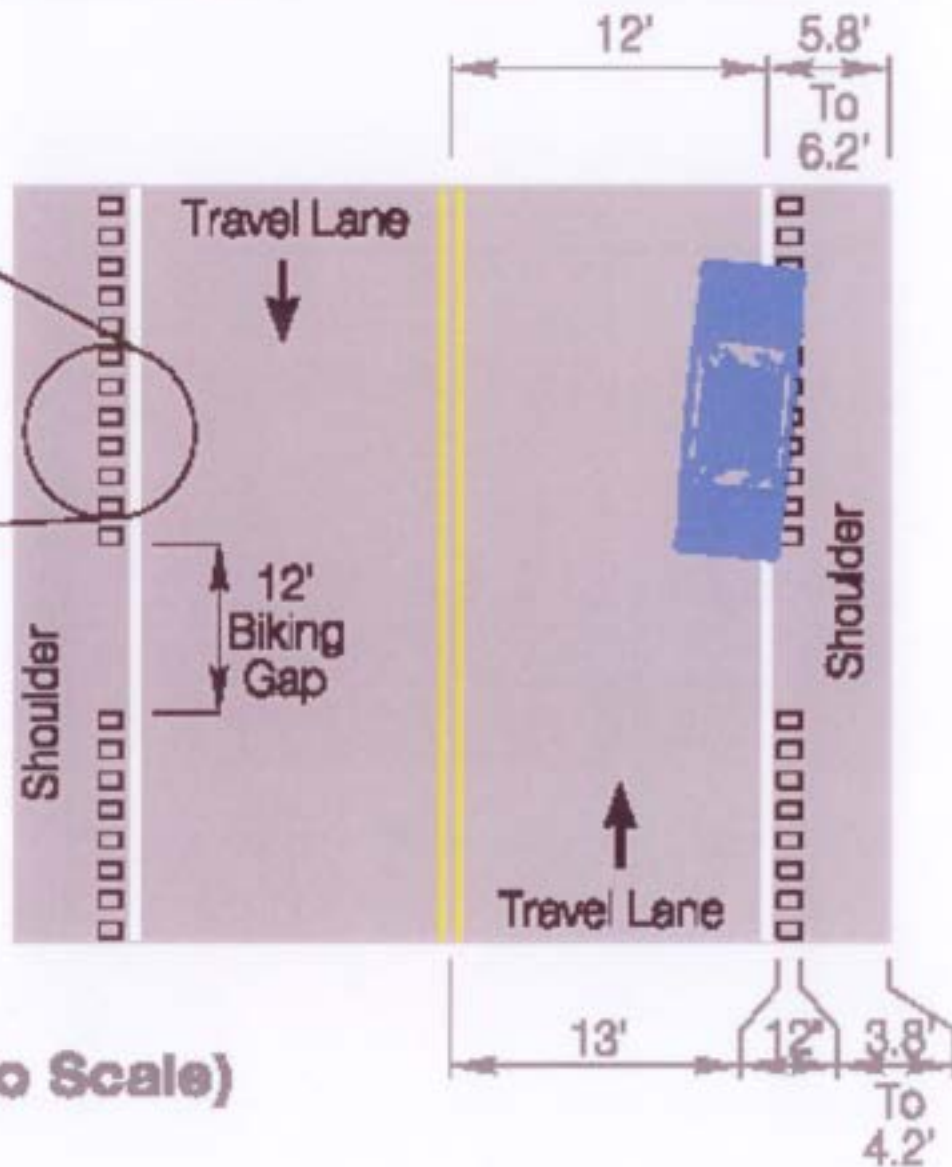 12' 5.8'
To
6.2'
Travel Lane
12'
Biking
Gap
Shoulder
Shoulder
Travel Lane
13' 12" 3.8'
To
4.2'
o Scale)